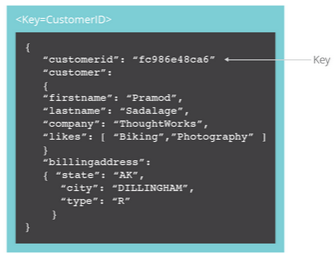 <Key=CustomerID>
{
"customerid": "fc986e48ca6" Key
"customer":
{
"firstname": "Pramod",
"lastname": "Sadalage",
"company": "ThoughtWorks",
"likes": [ "Biking","Photography" ]
}
"billingaddress":
{ "state": "AK",
"city": "DILLINGHAM",
"type": "R"
}
}